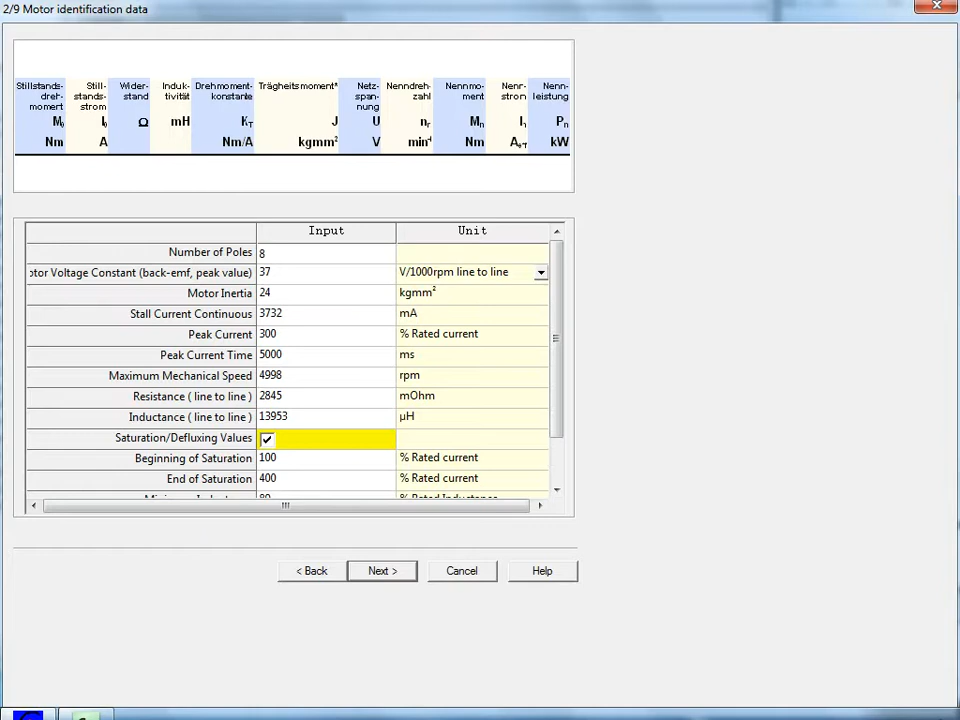 2/9 Motor identification data
Stillstands-
dreh-
moment
M₀
Nm
Still-
stands-
strom
I₀
A
Wider-
stand
Ω
Induk-
tivität
mH
Drehmoment-
konstante
K_T
Nm/A
Trägheitsmoment*
J
kgmm²
Netz-
span-
nung
U
V
Nenndreh-
zahl
nᵣ
min⁻¹
Nennmo-
ment
Mₙ
Nm
Nenn-
strom
Iₙ
Nenn-
leistung
Pₙ
kW
Input Unit
Number of Poles 8
otor Voltage Constant (back-emf, peak value) 37 V/1000rpm line to line
Motor Inertia 24 kgmm²
Stall Current Continuous 3732 mA
Peak Current 300 % Rated current
Peak Current Time 5000 ms
Maximum Mechanical Speed 4998 rpm
Resistance ( line to line ) 2845 mOhm
Inductance ( line to line ) 13953 µH
Saturation/Defluxing Values
Beginning of Saturation 100 % Rated current
End of Saturation 400 % Rated current
% Rated Inductance
< Back Next > Cancel Help